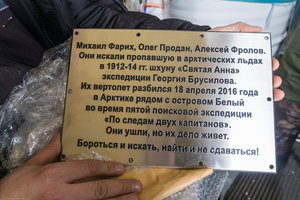 Михаил Фарих, Олег Продан, Алексей Фролов.
Они искали пропавшую в арктических льдах
в 1912-14 гг. шхуну «Святая Анна»
экспедиции Георгия Брусилова.
Их вертолет разбился 18 апреля 2016 года
в Арктике рядом с островом Белый
во время пятой поисковой экспедиции
«По следам двух капитанов».
Они ушли, но их дело живет.
Бороться и искать, найти и не сдаваться!